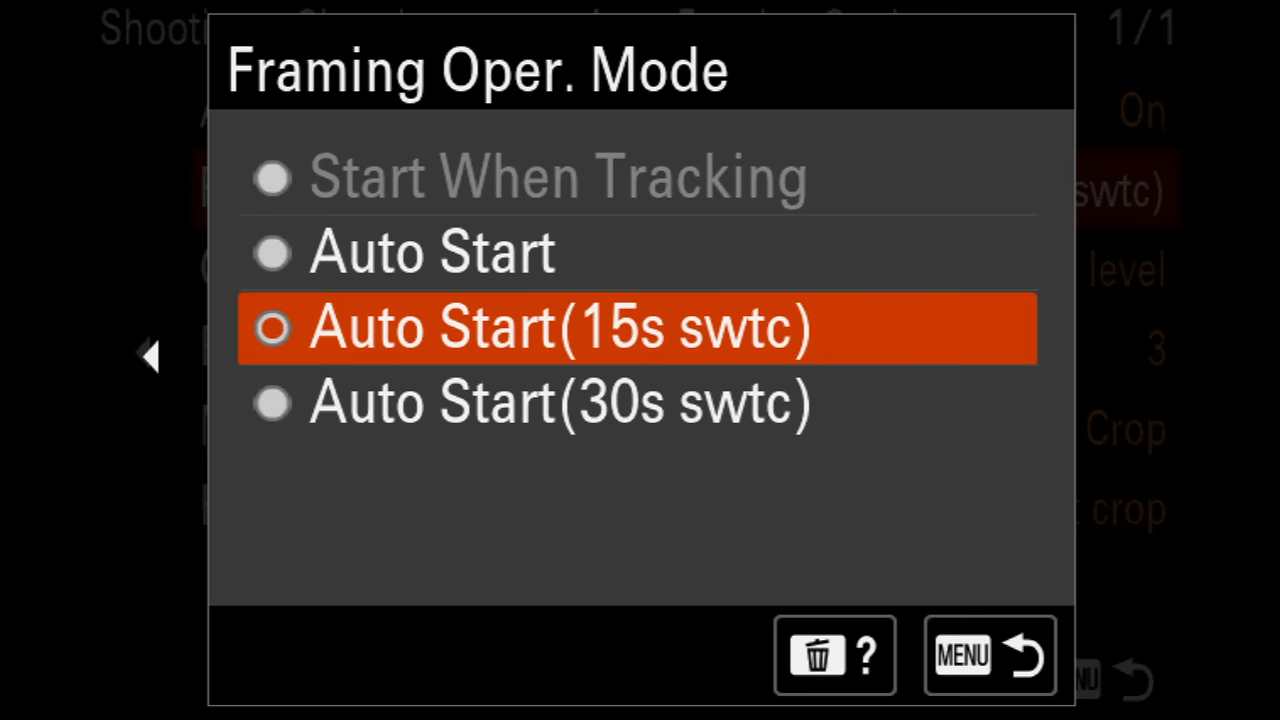 1/1
Framing Oper. Mode
On
Start When Tracking
swtc)
Auto Start
level
Auto Start(15s swtc)
3
Auto Start(30s swtc)
Crop
crop
?
MENU